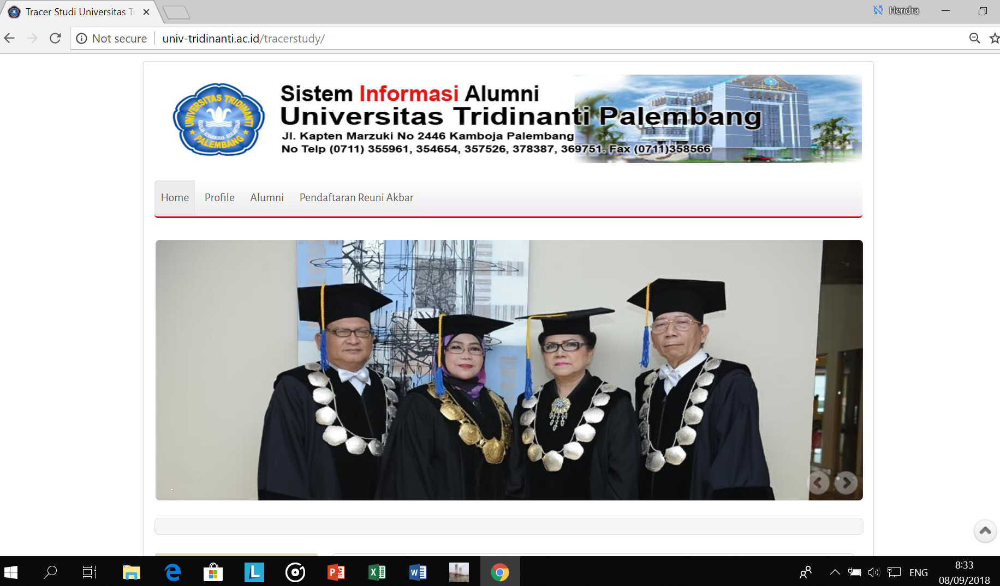 Tracer Studi Universitas Tr
Hendra
Not secure
univ-tridinanti.ac.id/tracerstudy/
UNIVERSITAS TRIDINANTI
PALEMBANG
Sistem Informasi Alumni
Universitas Tridinanti Palembang
Jl. Kapten Marzuki No 2446 Kamboja Palembang
No Telp (0711) 355961, 354654, 357526, 378387, 369751. Fax (0711)358566
Home Profile Alumni Pendaftaran Reuni Akbar
ENG
8:33
08/09/2018